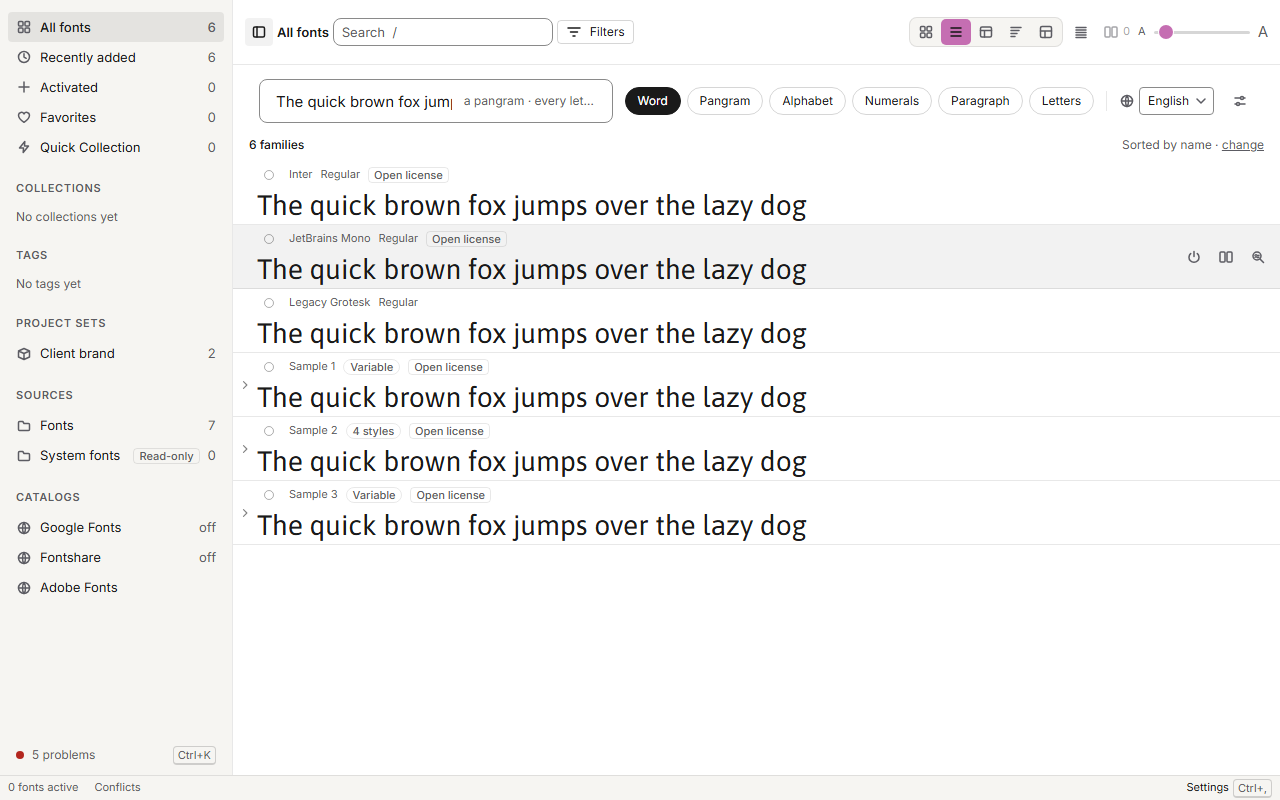 All fonts 6
Recently added 6
Activated 0
Favorites 0
Quick Collection 0
COLLECTIONS
No collections yet
TAGS
No tags yet
PROJECT SETS
Client brand 2
SOURCES
Fonts 7
System fonts Read-only 0
CATALOGS
Google Fonts off
Fontshare off
Adobe Fonts
5 problems Ctrl+K
All fonts Search / Filters 0 A A
The quick brown fox jump a pangram · every let... Word Pangram Alphabet Numerals Paragraph Letters English
6 families Sorted by name · change
Inter Regular Open license
The quick brown fox jumps over the lazy dog
JetBrains Mono Regular Open license
The quick brown fox jumps over the lazy dog
Legacy Grotesk Regular
The quick brown fox jumps over the lazy dog
Sample 1 Variable Open license
The quick brown fox jumps over the lazy dog
Sample 2 4 styles Open license
The quick brown fox jumps over the lazy dog
Sample 3 Variable Open license
The quick brown fox jumps over the lazy dog
0 fonts active Conflicts Settings Ctrl+,